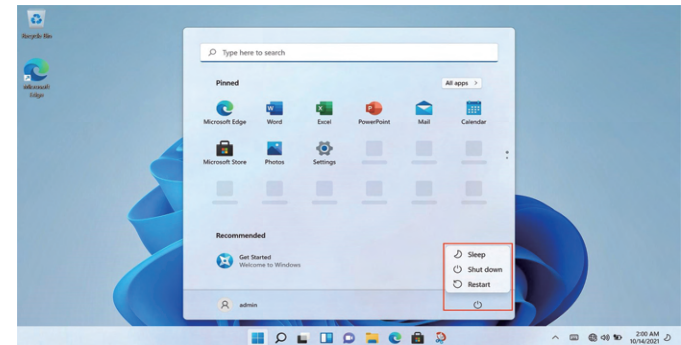 Recycle Bin
Microsoft
Edge
Type here to search
Pinned
All apps >
Microsoft Edge
Word
Excel
PowerPoint
Mail
Calendar
Microsoft Store
Photos
Settings
Recommended
Get Started
Welcome to Windows
Sleep
Shut down
Restart
admin
2:00 AM
10/14/2021